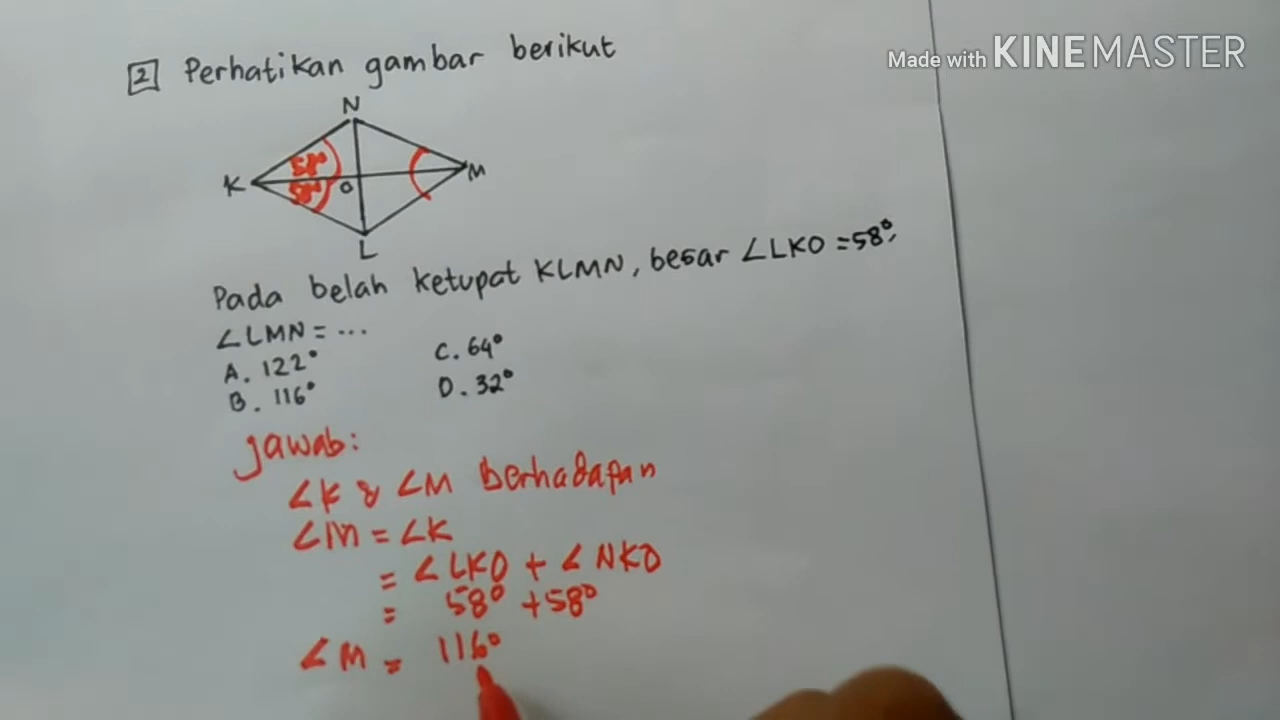 Made with KINEMASTER
2 Perhatikan gambar berikut
N
58°
K
58°
O
M
L
Pada belah ketupat KLMN, besar ∠LKO = 58°,
∠LMN = ...
A. 122°
C. 64°
B. 116°
D. 32°
Jawab:
∠K & ∠M Berhadapan
∠M = ∠K
= ∠LKO + ∠NKO
= 58° + 58°
∠M = 116°